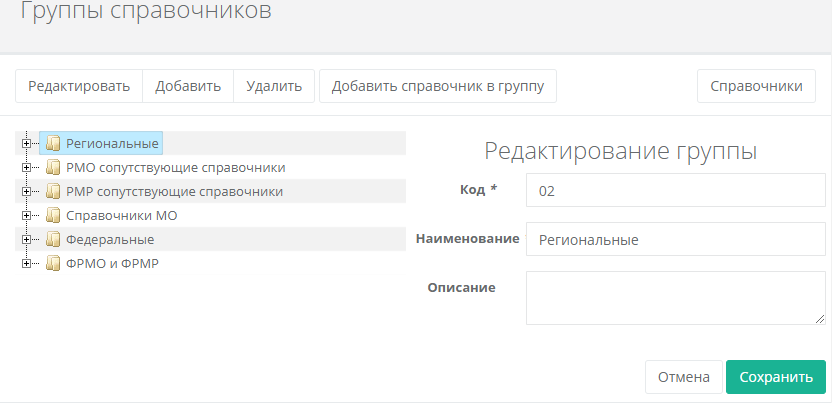 Группы справочников
Редактировать Добавить Удалить Добавить справочник в группу Справочники
Региональные
РМО сопутствующие справочники
РМР сопутствующие справочники
Справочники МО
Федеральные
ФРМО и ФРМР
Редактирование группы
Код * 02
Наименование Региональные
Описание
Отмена Сохранить